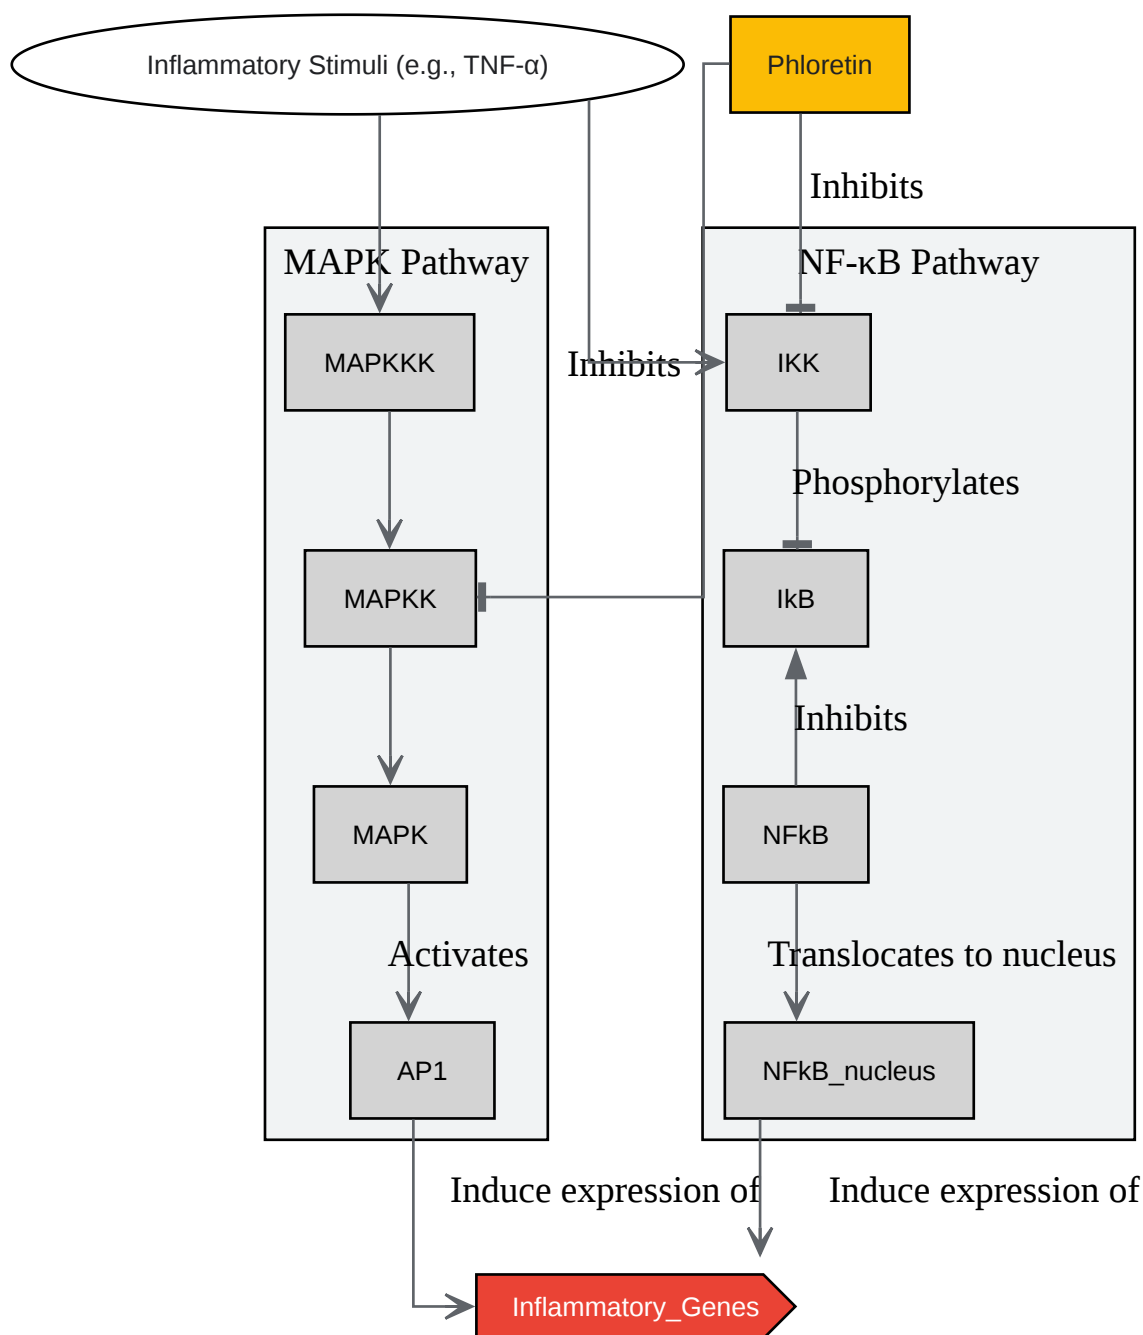 Inflammatory Stimuli (e.g., TNF-α)
Phloretin
Inhibits
MAPK Pathway
NF-κB Pathway
MAPKKK
Inhibits
IKK
Phosphorylates
MAPKK
IkB
Inhibits
MAPK
NFkB
Activates
Translocates to nucleus
AP1
NFkB_nucleus
Induce expression of
Induce expression of
Inflammatory_Genes